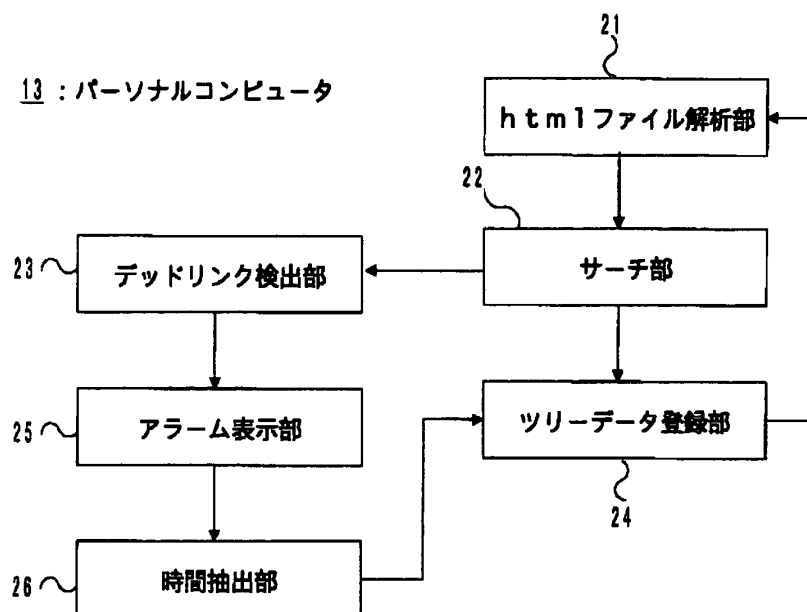 21
13 : パーソナルコンピュータ
htmlファイル解析部
22
23
デッドリンク検出部
サーチ部
25
アラーム表示部
ツリーデータ登録部
24
26
時間抽出部